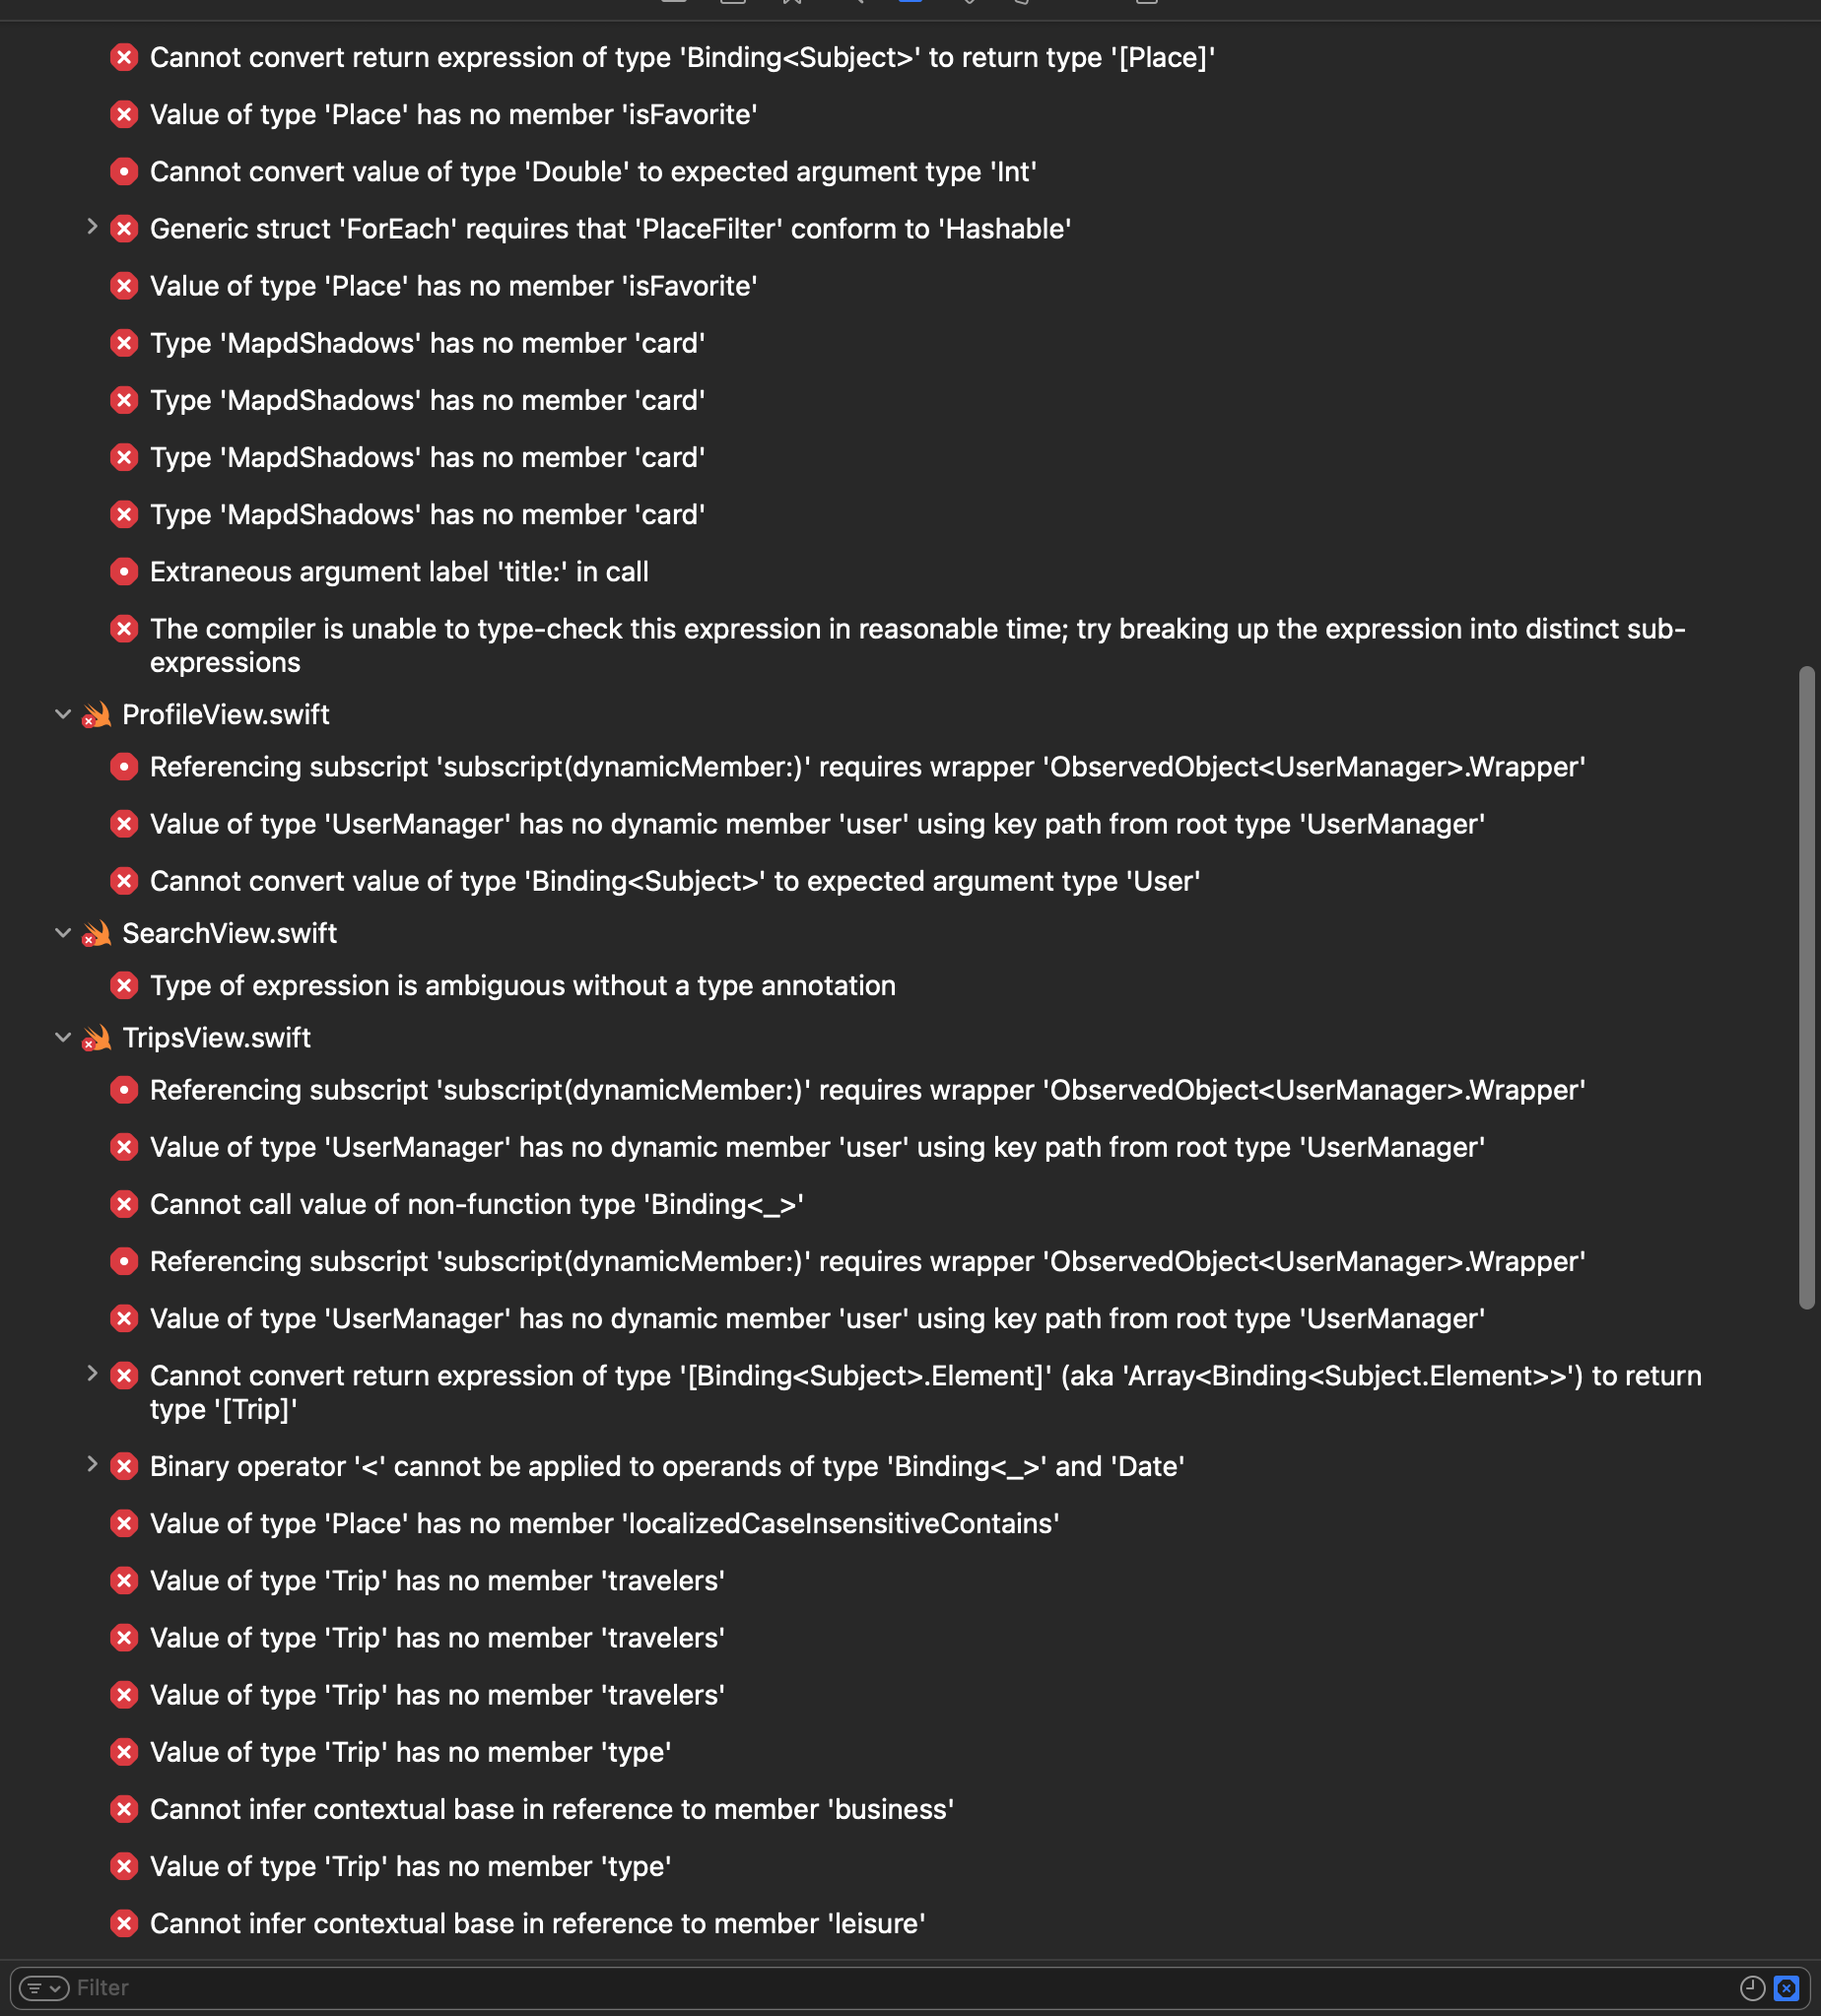 Cannot convert return expression of type 'Binding<Subject>' to return type '[Place]'
Value of type 'Place' has no member 'isFavorite'
Cannot convert value of type 'Double' to expected argument type 'Int'
Generic struct 'ForEach' requires that 'PlaceFilter' conform to 'Hashable'
Value of type 'Place' has no member 'isFavorite'
Type 'MapdShadows' has no member 'card'
Type 'MapdShadows' has no member 'card'
Type 'MapdShadows' has no member 'card'
Type 'MapdShadows' has no member 'card'
Extraneous argument label 'title:' in call
The compiler is unable to type-check this expression in reasonable time; try breaking up the expression into distinct sub-
expressions
ProfileView.swift
Referencing subscript 'subscript(dynamicMember:)' requires wrapper 'ObservedObject<UserManager>.Wrapper'
Value of type 'UserManager' has no dynamic member 'user' using key path from root type 'UserManager'
Cannot convert value of type 'Binding<Subject>' to expected argument type 'User'
SearchView.swift
Type of expression is ambiguous without a type annotation
TripsView.swift
Referencing subscript 'subscript(dynamicMember:)' requires wrapper 'ObservedObject<UserManager>.Wrapper'
Value of type 'UserManager' has no dynamic member 'user' using key path from root type 'UserManager'
Cannot call value of non-function type 'Binding<_>'
Referencing subscript 'subscript(dynamicMember:)' requires wrapper 'ObservedObject<UserManager>.Wrapper'
Value of type 'UserManager' has no dynamic member 'user' using key path from root type 'UserManager'
Cannot convert return expression of type '[Binding<Subject>.Element]' (aka 'Array<Binding<Subject.Element>>') to return
type '[Trip]'
Binary operator '<' cannot be applied to operands of type 'Binding<_>' and 'Date'
Value of type 'Place' has no member 'localizedCaseInsensitiveContains'
Value of type 'Trip' has no member 'travelers'
Value of type 'Trip' has no member 'travelers'
Value of type 'Trip' has no member 'travelers'
Value of type 'Trip' has no member 'type'
Cannot infer contextual base in reference to member 'business'
Value of type 'Trip' has no member 'type'
Cannot infer contextual base in reference to member 'leisure'
Filter